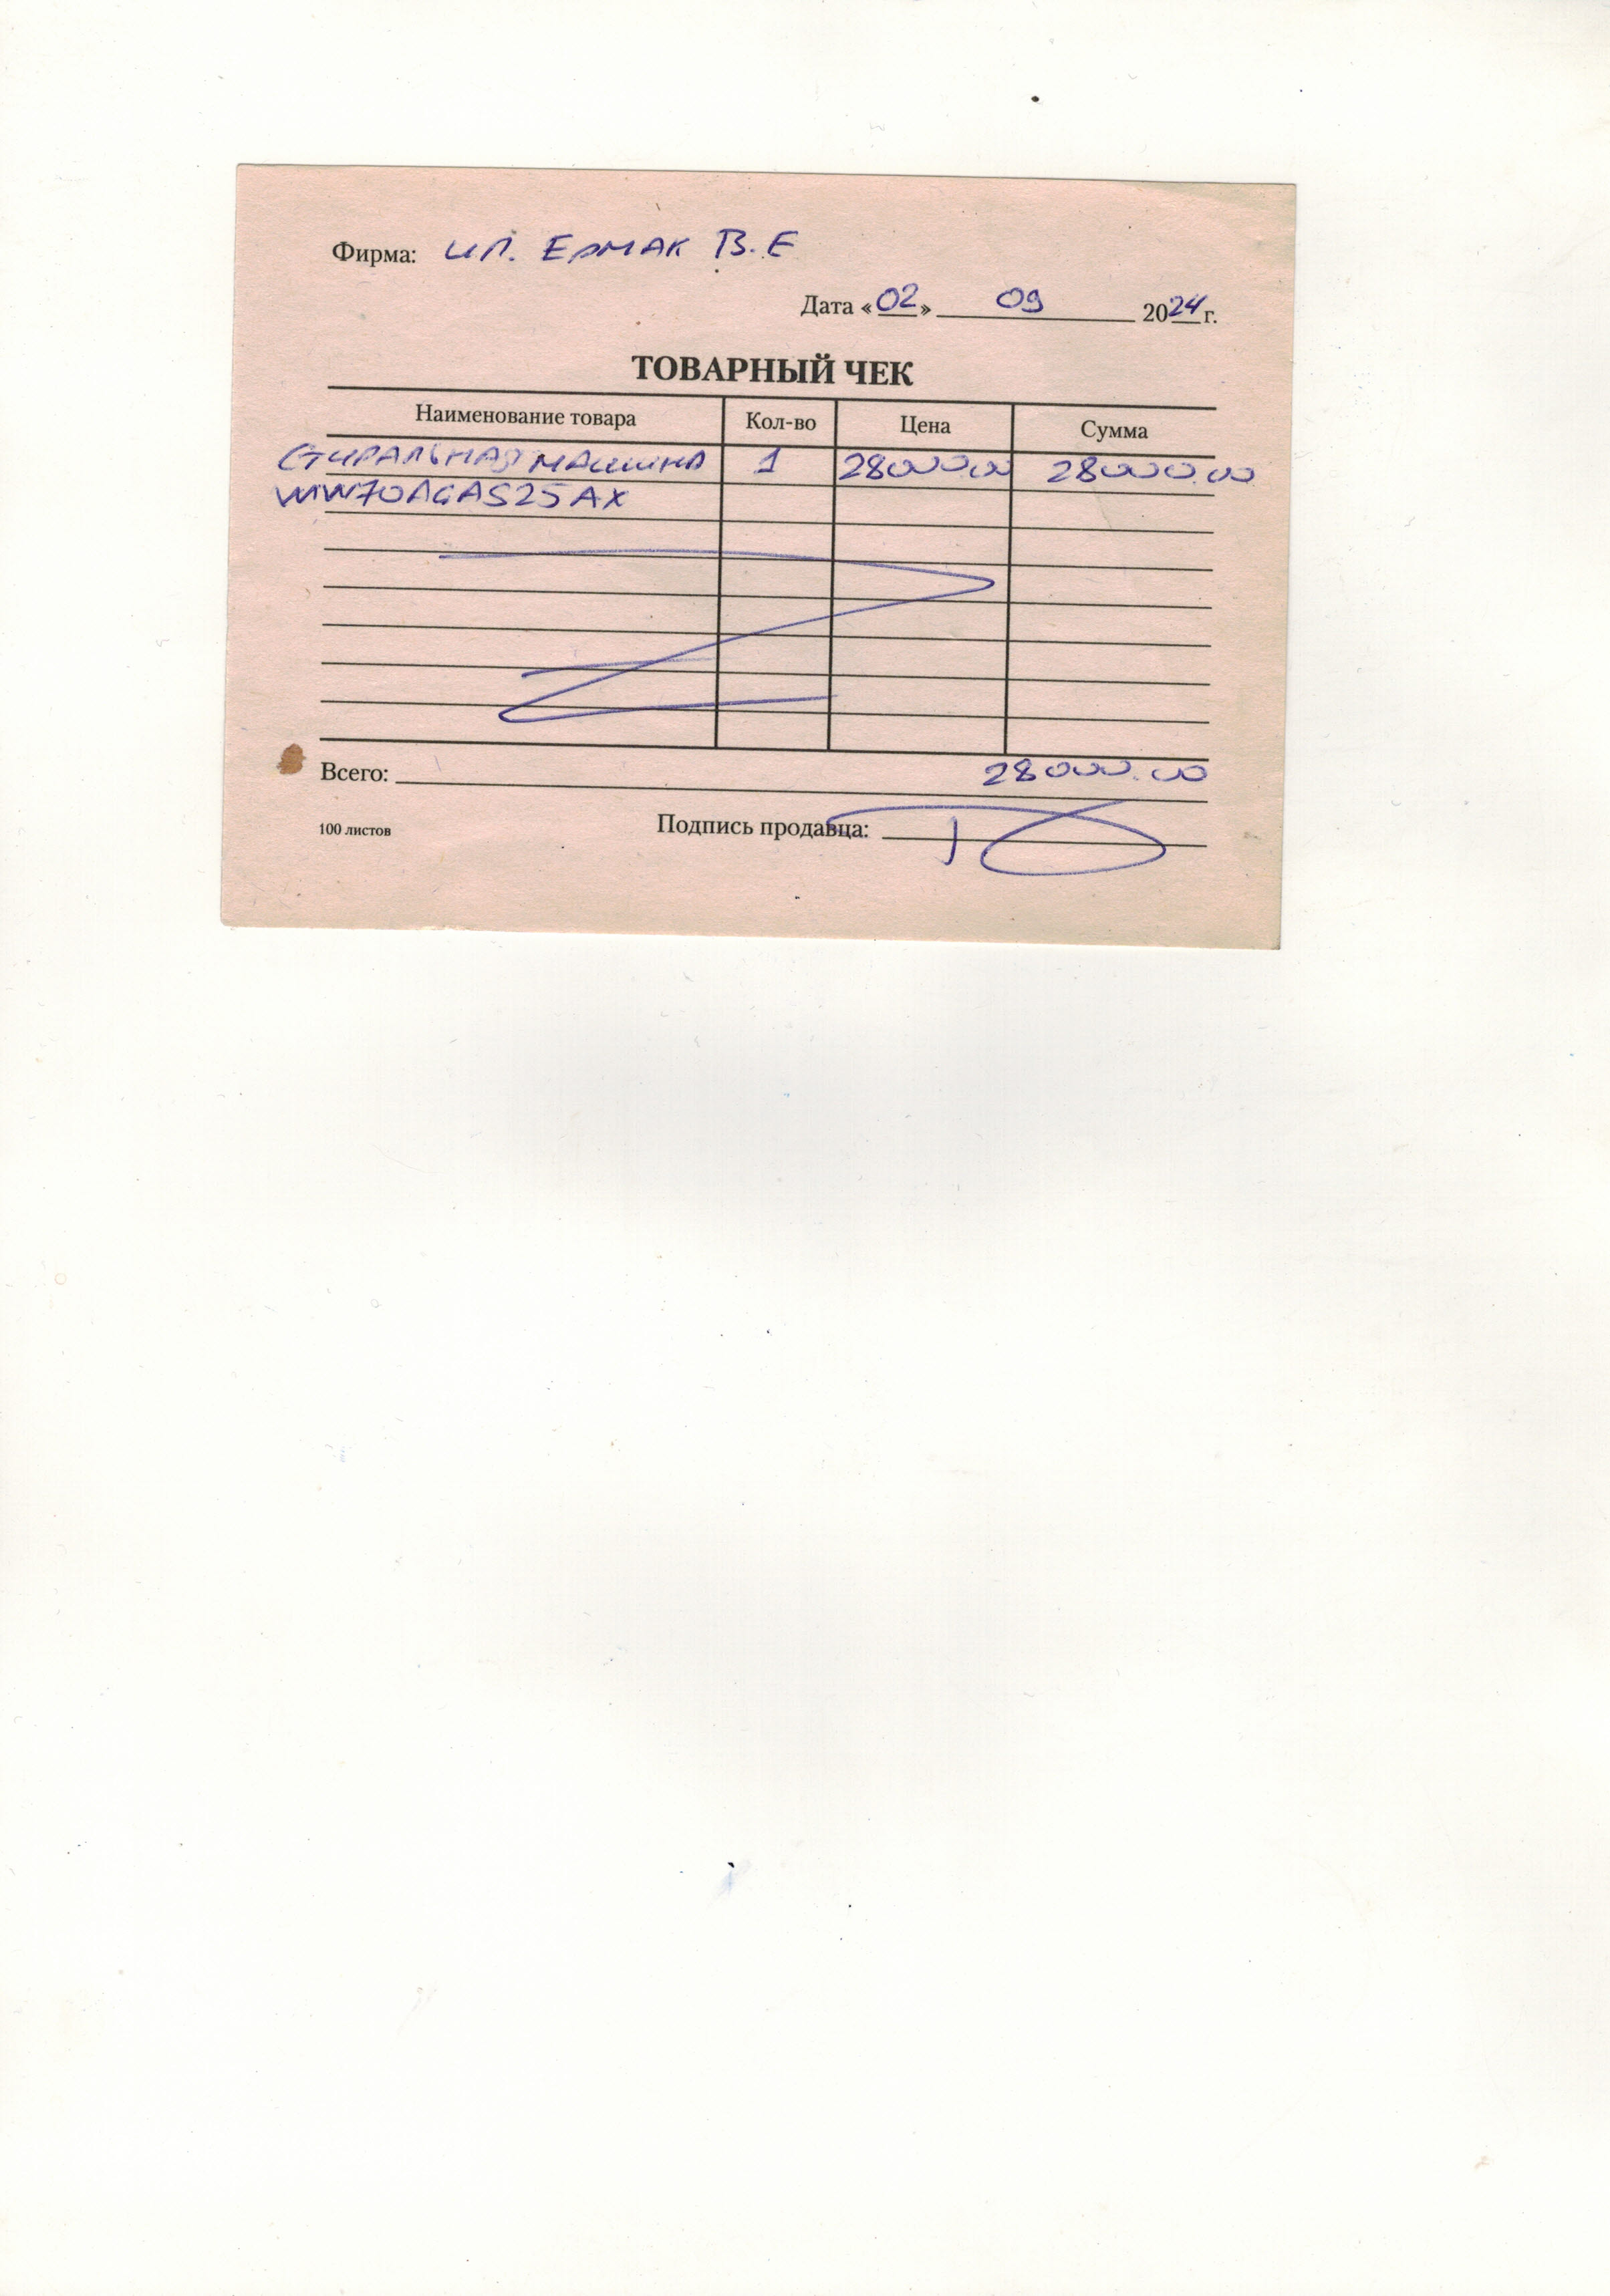 Фирма: ИП. ЕРМАК В.Е
Дата «02» 09 2024 г.
ТОВАРНЫЙ ЧЕК
Наименование товара Кол-во Цена Сумма
СТИРАЛЬНАЯ МАШИНА 1 28000.00 28000.00
WW70AGAS25AX
Всего: 28000.00
100 листов Подпись продавца: